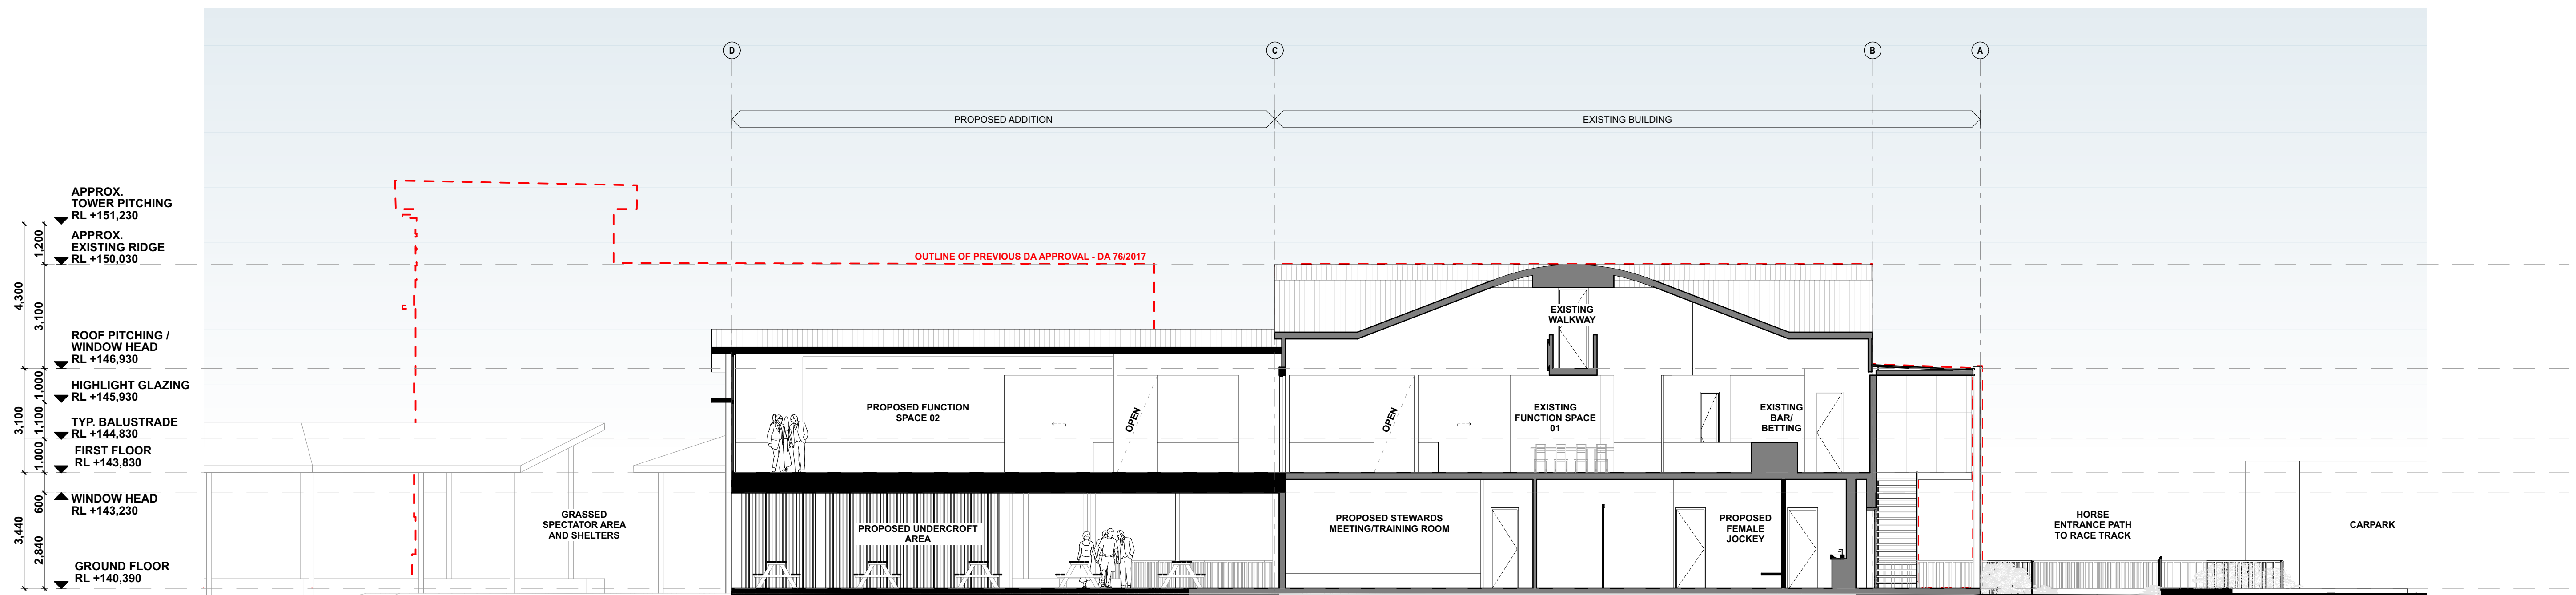 D
C
B
A
PROPOSED ADDITION
EXISTING BUILDING
APPROX.
TOWER PITCHING
RL +151,230
1,200
APPROX.
EXISTING RIDGE
RL +150,030
OUTLINE OF PREVIOUS DA APPROVAL - DA 76/2017
4,300
3,100
EXISTING
WALKWAY
ROOF PITCHING /
WINDOW HEAD
RL +146,930
1,000
HIGHLIGHT GLAZING
RL +145,930
3,100
1,100
TYP. BALUSTRADE
RL +144,830
1,000
FIRST FLOOR
RL +143,830
PROPOSED FUNCTION
SPACE 02
OPEN
OPEN
EXISTING
FUNCTION SPACE
01
EXISTING
BAR/
BETTING
600
WINDOW HEAD
RL +143,230
3,440
2,840
GROUND FLOOR
RL +140,390
GRASSED
SPECTATOR AREA
AND SHELTERS
PROPOSED UNDERCROFT
AREA
PROPOSED STEWARDS
MEETING/TRAINING ROOM
PROPOSED
FEMALE
JOCKEY
HORSE
ENTRANCE PATH
TO RACE TRACK
CARPARK